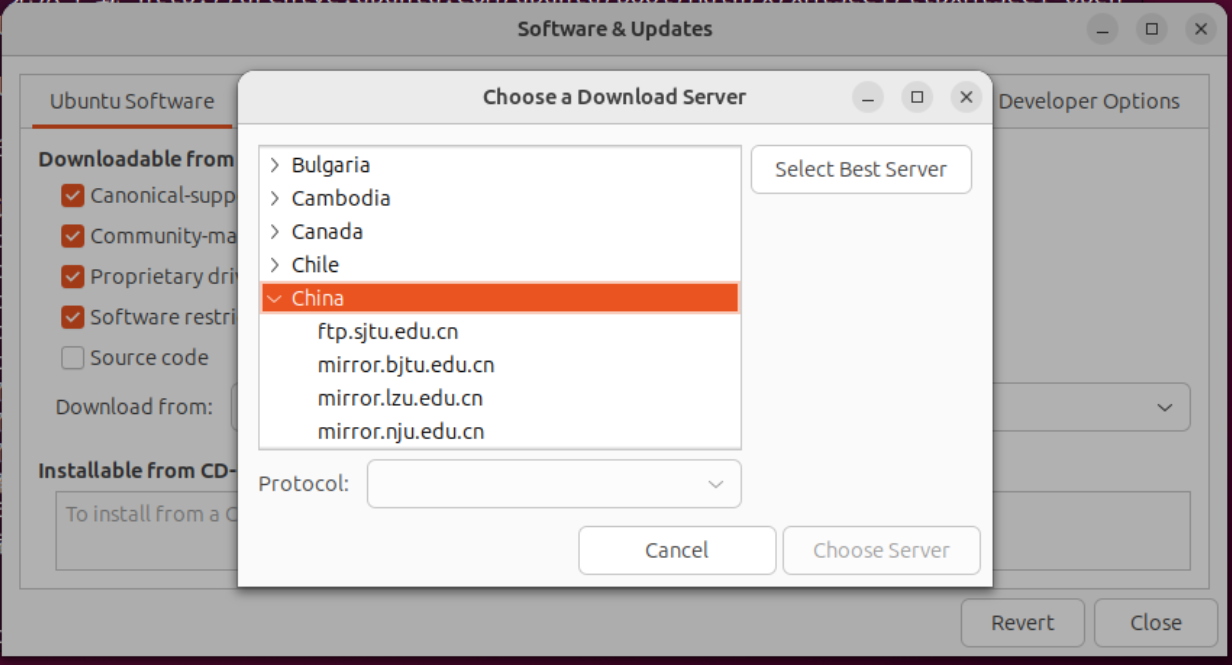 Software & Updates
Ubuntu Software
Developer Options
Choose a Download Server
Downloadable from
Canonical-supp
Community-ma
Proprietary dri
Software restri
Source code
Download from:
Installable from CD-
To install from a C
Bulgaria
Cambodia
Canada
Chile
China
ftp.sjtu.edu.cn
mirror.bjtu.edu.cn
mirror.lzu.edu.cn
mirror.nju.edu.cn
Select Best Server
Protocol:
Cancel
Choose Server
Revert
Close